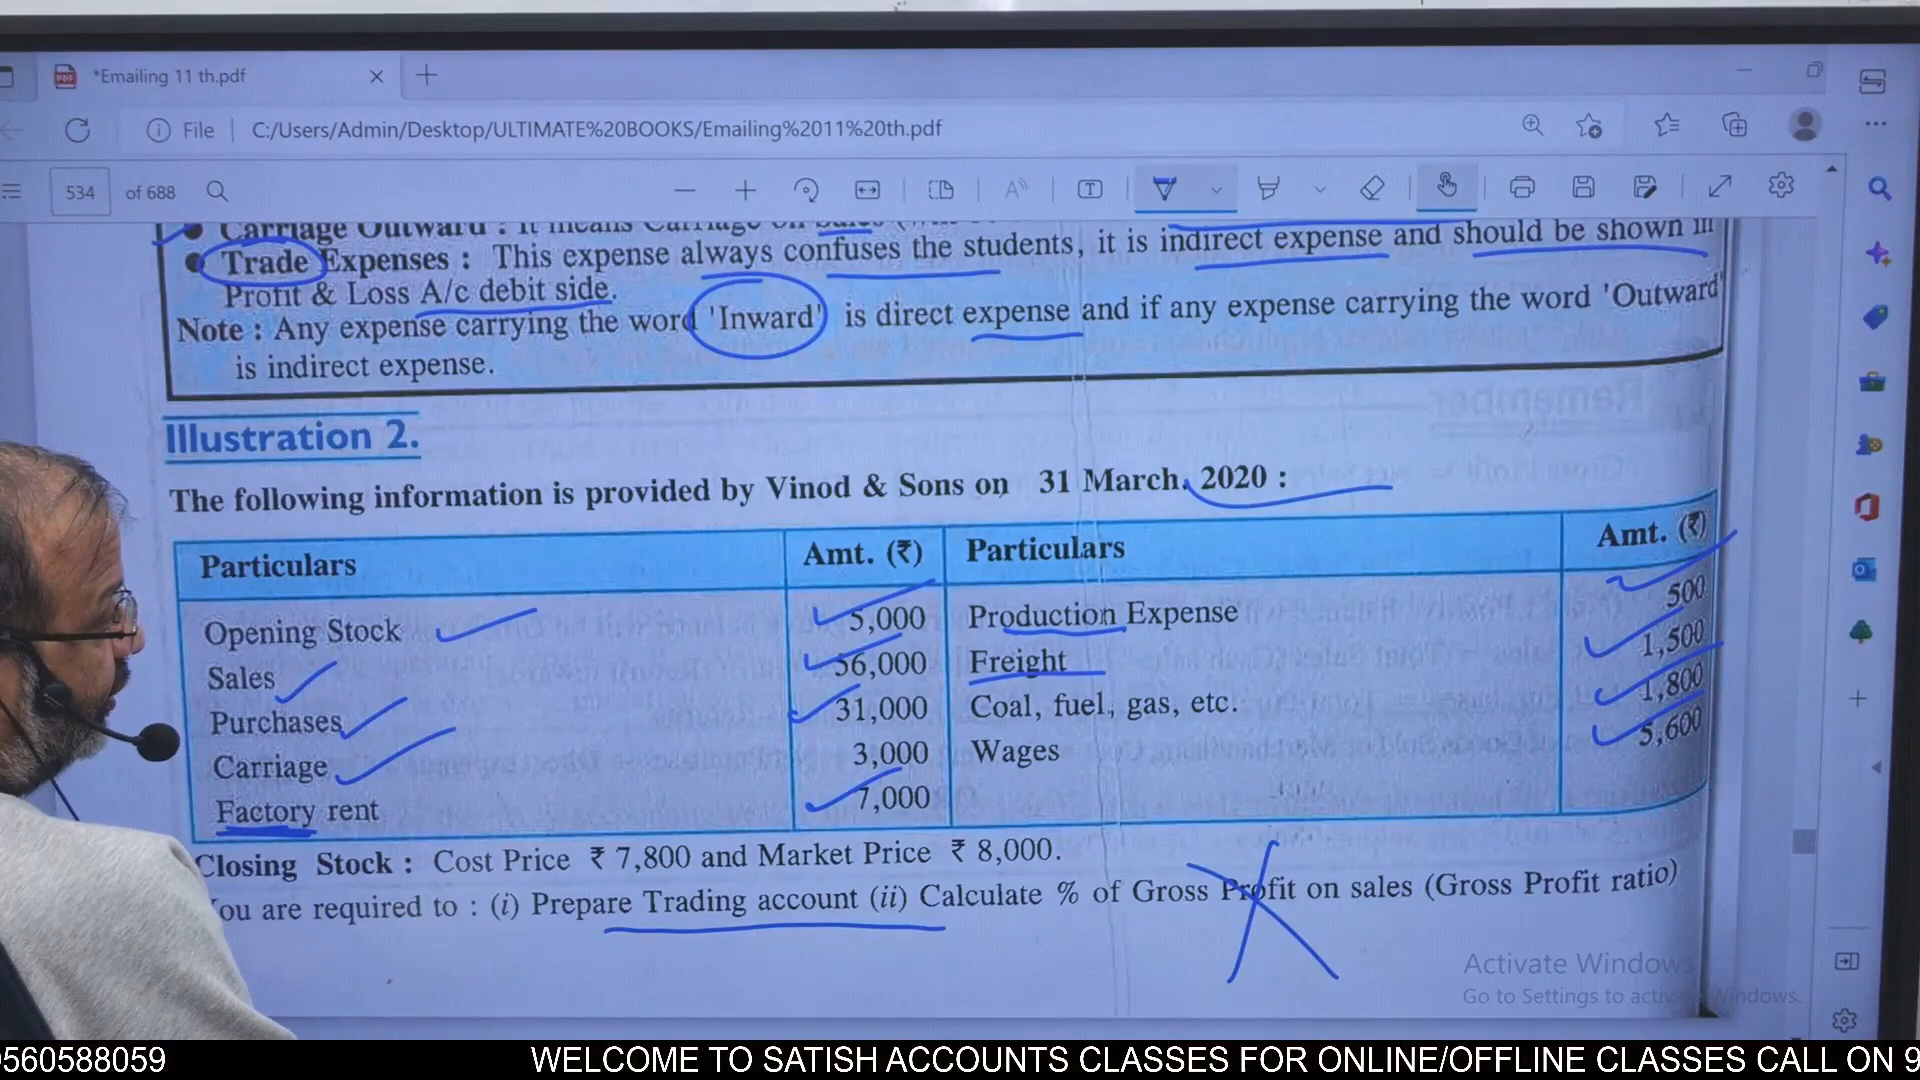 *Emailing 11 th.pdf
File | C:/Users/Admin/Desktop/ULTIMATE%20BOOKS/Emailing%2011%20th.pdf
534 of 688
Carriage Outward : It means Carriage on
Trade Expenses : This expense always confuses the students, it is indirect expense and should be shown in
Profit & Loss A/c debit side.
Note : Any expense carrying the word 'Inward' is direct expense and if any expense carrying the word 'Outward'
is indirect expense.
Illustration 2.
The following information is provided by Vinod & Sons on 31 March, 2020 :
Particulars Amt. (₹) Particulars Amt. (₹)
Opening Stock 5,000 Production Expense 500
Sales 56,000 Freight 1,500
Purchases 31,000 Coal, fuel, gas, etc. 1,800
Carriage 3,000 Wages 5,600
Factory rent 7,000
Closing Stock : Cost Price ₹ 7,800 and Market Price ₹ 8,000.
You are required to : (i) Prepare Trading account (ii) Calculate % of Gross Profit on sales (Gross Profit ratio)
Activate Windows
Go to Settings to activate Windows.
9560588059 WELCOME TO SATISH ACCOUNTS CLASSES FOR ONLINE/OFFLINE CLASSES CALL ON 9